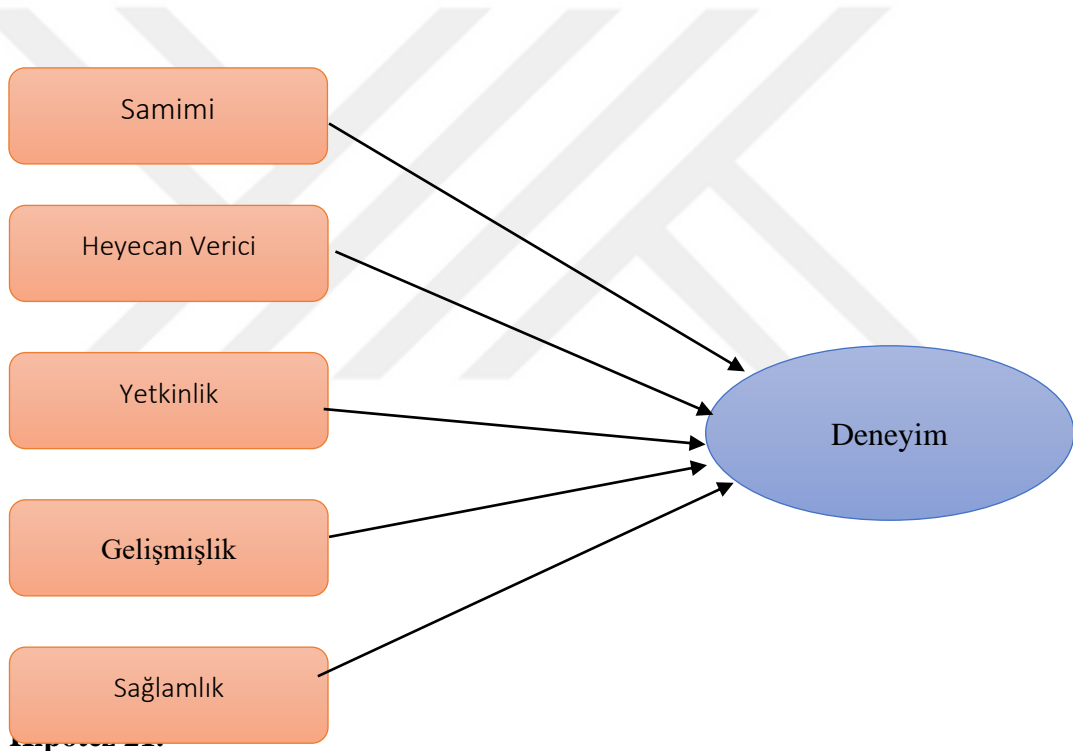 Samimi
Heyecan Verici
Yetkinlik
Deneyim
Gelişmişlik
Sağlamlık